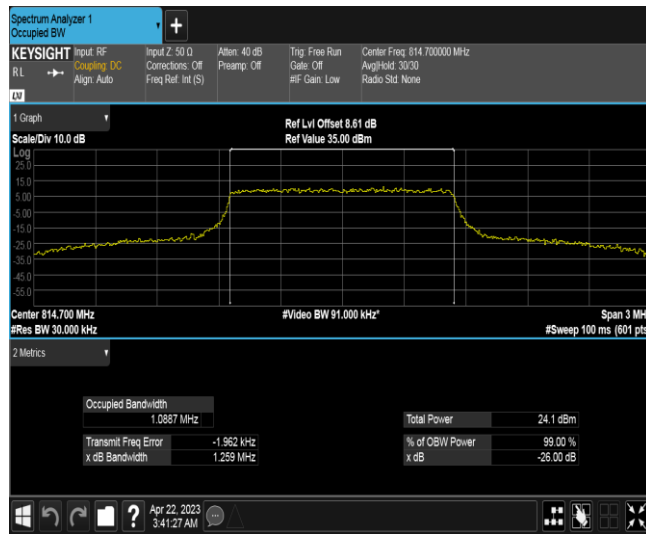 Spectrum Analyzer 1
Occupied BW
+
KEYSIGHT
RL
LXI
Input: RF
Coupling: DC
Align: Auto
Input Z: 50 Ω
Corrections: Off
Freq Ref: Int (S)
Atten: 40 dB
Preamp: Off
Trig: Free Run
Gate: Off
#IF Gain: Low
Center Freq: 814.700000 MHz
Avg|Hold: 30/30
Radio Std: None
1 Graph
Scale/Div 10.0 dB
Ref Lvl Offset 8.61 dB
Ref Value 35.00 dBm
Log
25.0
15.0
5.00
-5.00
-15.0
-25.0
-35.0
-45.0
-55.0
Center 814.700 MHz
#Res BW 30.000 kHz
#Video BW 91.000 kHz*
Span 3 MH
#Sweep 100 ms (601 pts
2 Metrics
Occupied Bandwidth
1.0887 MHz
Transmit Freq Error -1.962 kHz
x dB Bandwidth 1.259 MHz
Total Power 24.1 dBm
% of OBW Power 99.00 %
x dB -26.00 dB
?
Apr 22, 2023
3:41:27 AM